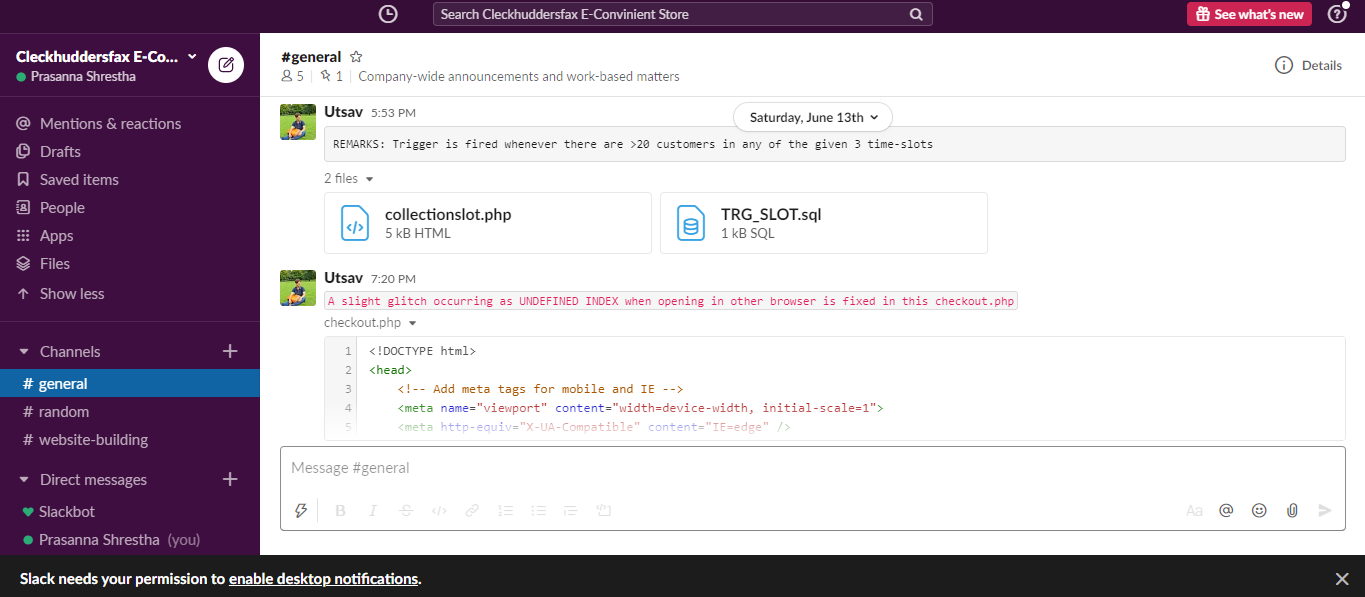 Search Cleckhuddersfax E-Convinient Store
See what's new
Cleckhuddersfax E-Co...
Prasanna Shrestha
Mentions & reactions
Drafts
Saved items
People
Apps
Files
Show less
Channels
# general
# random
# website-building
Direct messages
Slackbot
Prasanna Shrestha (you)
#general
5 | 1 | Company-wide announcements and work-based matters
Details
Saturday, June 13th
Utsav 5:53 PM
REMARKS: Trigger is fired whenever there are >20 customers in any of the given 3 time-slots
2 files
collectionslot.php
5 kB HTML
TRG_SLOT.sql
1 kB SQL
Utsav 7:20 PM
A slight glitch occurring as UNDEFINED INDEX when opening in other browser is fixed in this checkout.php
checkout.php
1 <!DOCTYPE html>
2 <head>
3 <!-- Add meta tags for mobile and IE -->
4 <meta name="viewport" content="width=device-width, initial-scale=1">
5 <meta http-equiv="X-UA-Compatible" content="IE=edge" />
Message #general
B I S Aa @
Slack needs your permission to enable desktop notifications.